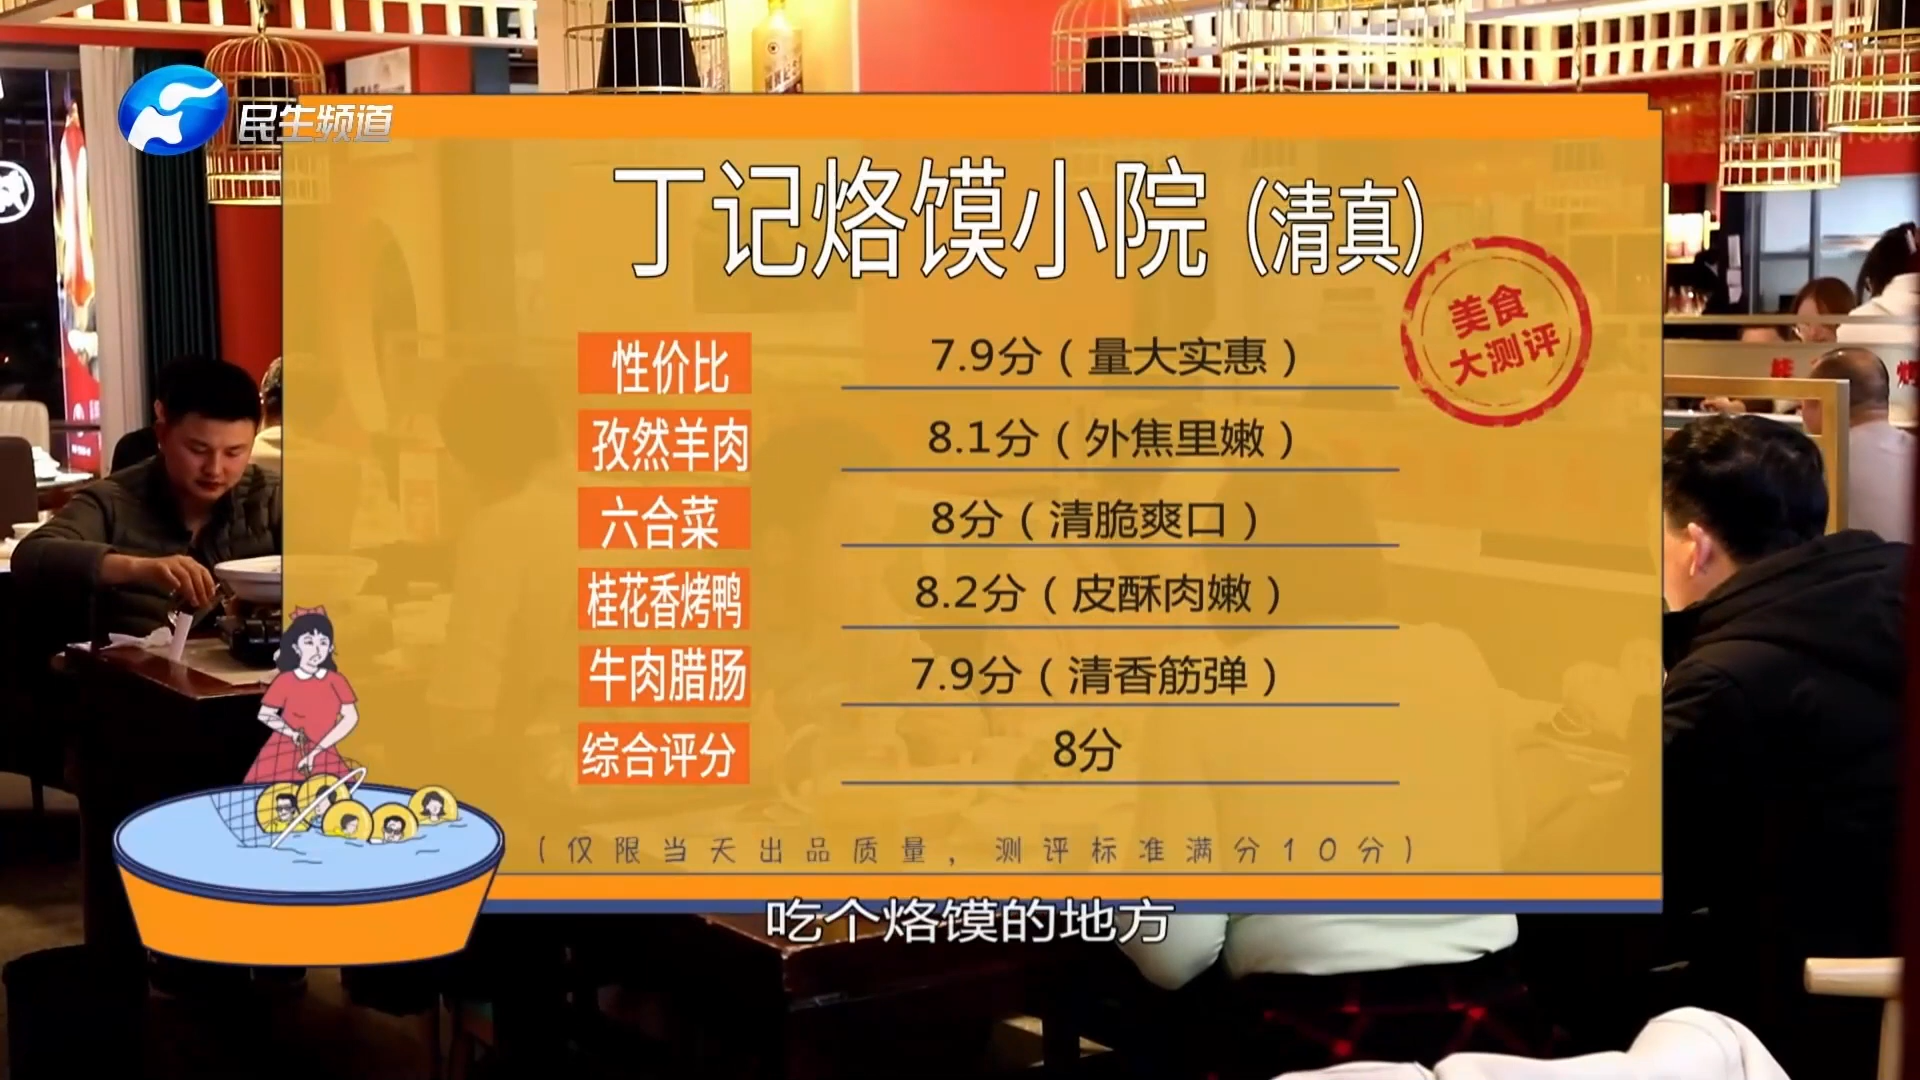 民生频道
丁记烙馍小院(清真)
美食
大测评
性价比 7.9分(量大实惠)
孜然羊肉 8.1分(外焦里嫩)
六合菜 8分(清脆爽口)
桂花香烤鸭 8.2分(皮酥肉嫩)
牛肉腊肠 7.9分(清香筋弹)
综合评分 8分
(仅限当天出品质量,测评标准满分10分)
吃个烙馍的地方